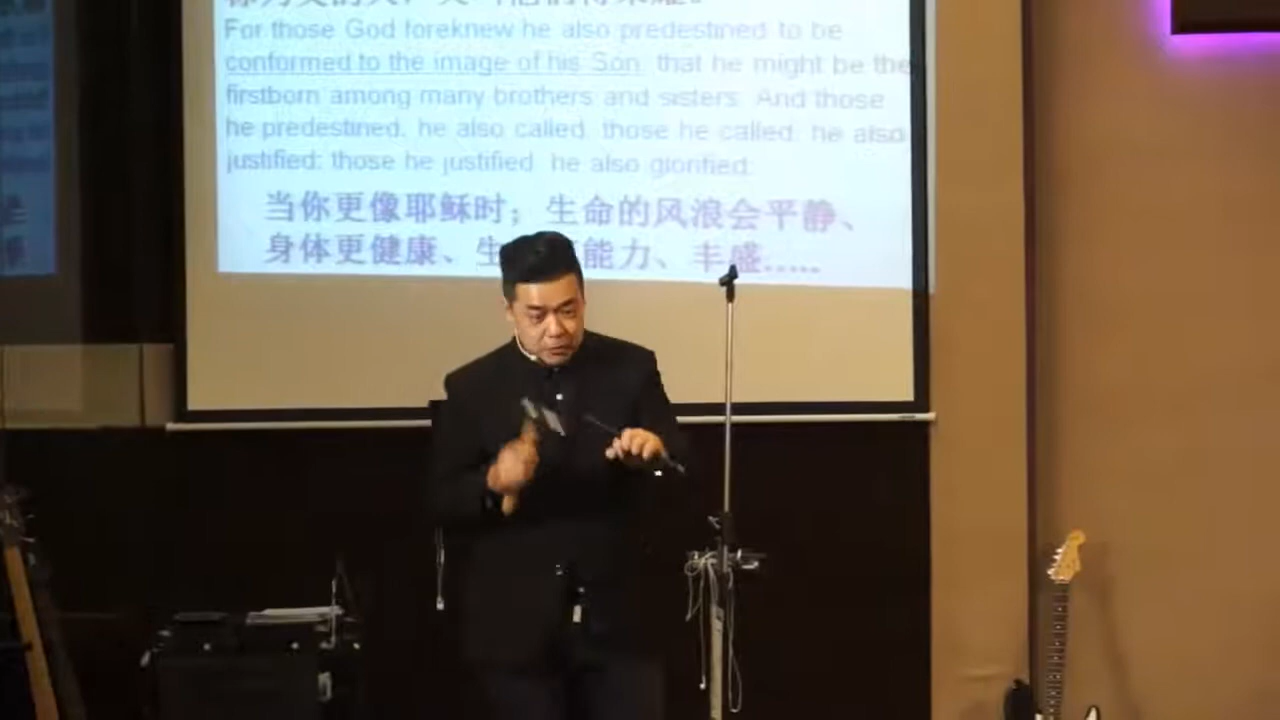 For those God foreknew he also predestined to be
conformed to the image of his Son, that he might be the
firstborn among many brothers and sisters. And those
he predestined, he also called; those he called, he also
justified; those he justified, he also glorified.
当你更像耶稣时；生命的风浪会平静、
身体更健康、生 能力、丰盛.....